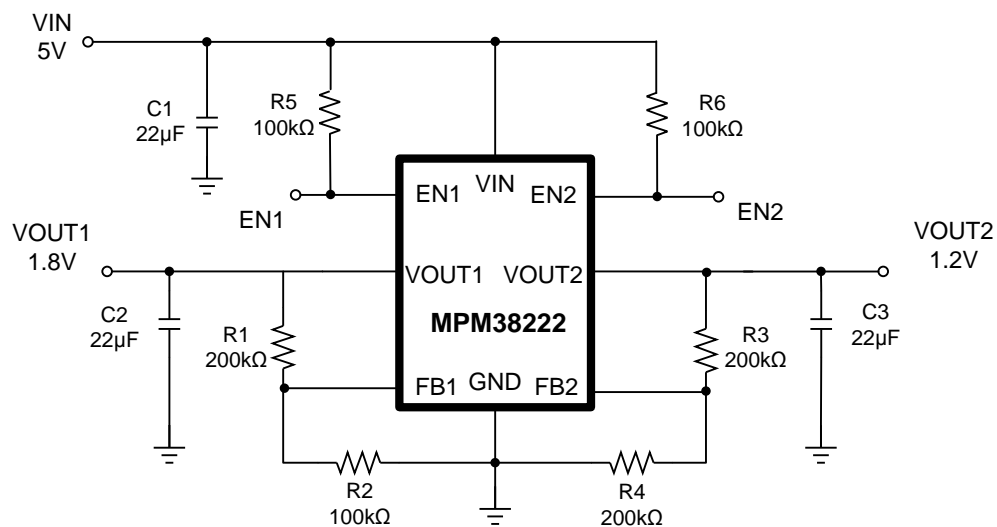 VIN
5V
C1
22µF
R5
100kΩ
R6
100kΩ
EN1
EN2
EN1
VIN
EN2
VOUT1
1.8V
VOUT2
1.2V
VOUT1
VOUT2
MPM38222
C2
22µF
R1
200kΩ
R3
200kΩ
C3
22µF
FB1
GND
FB2
R2
100kΩ
R4
200kΩ